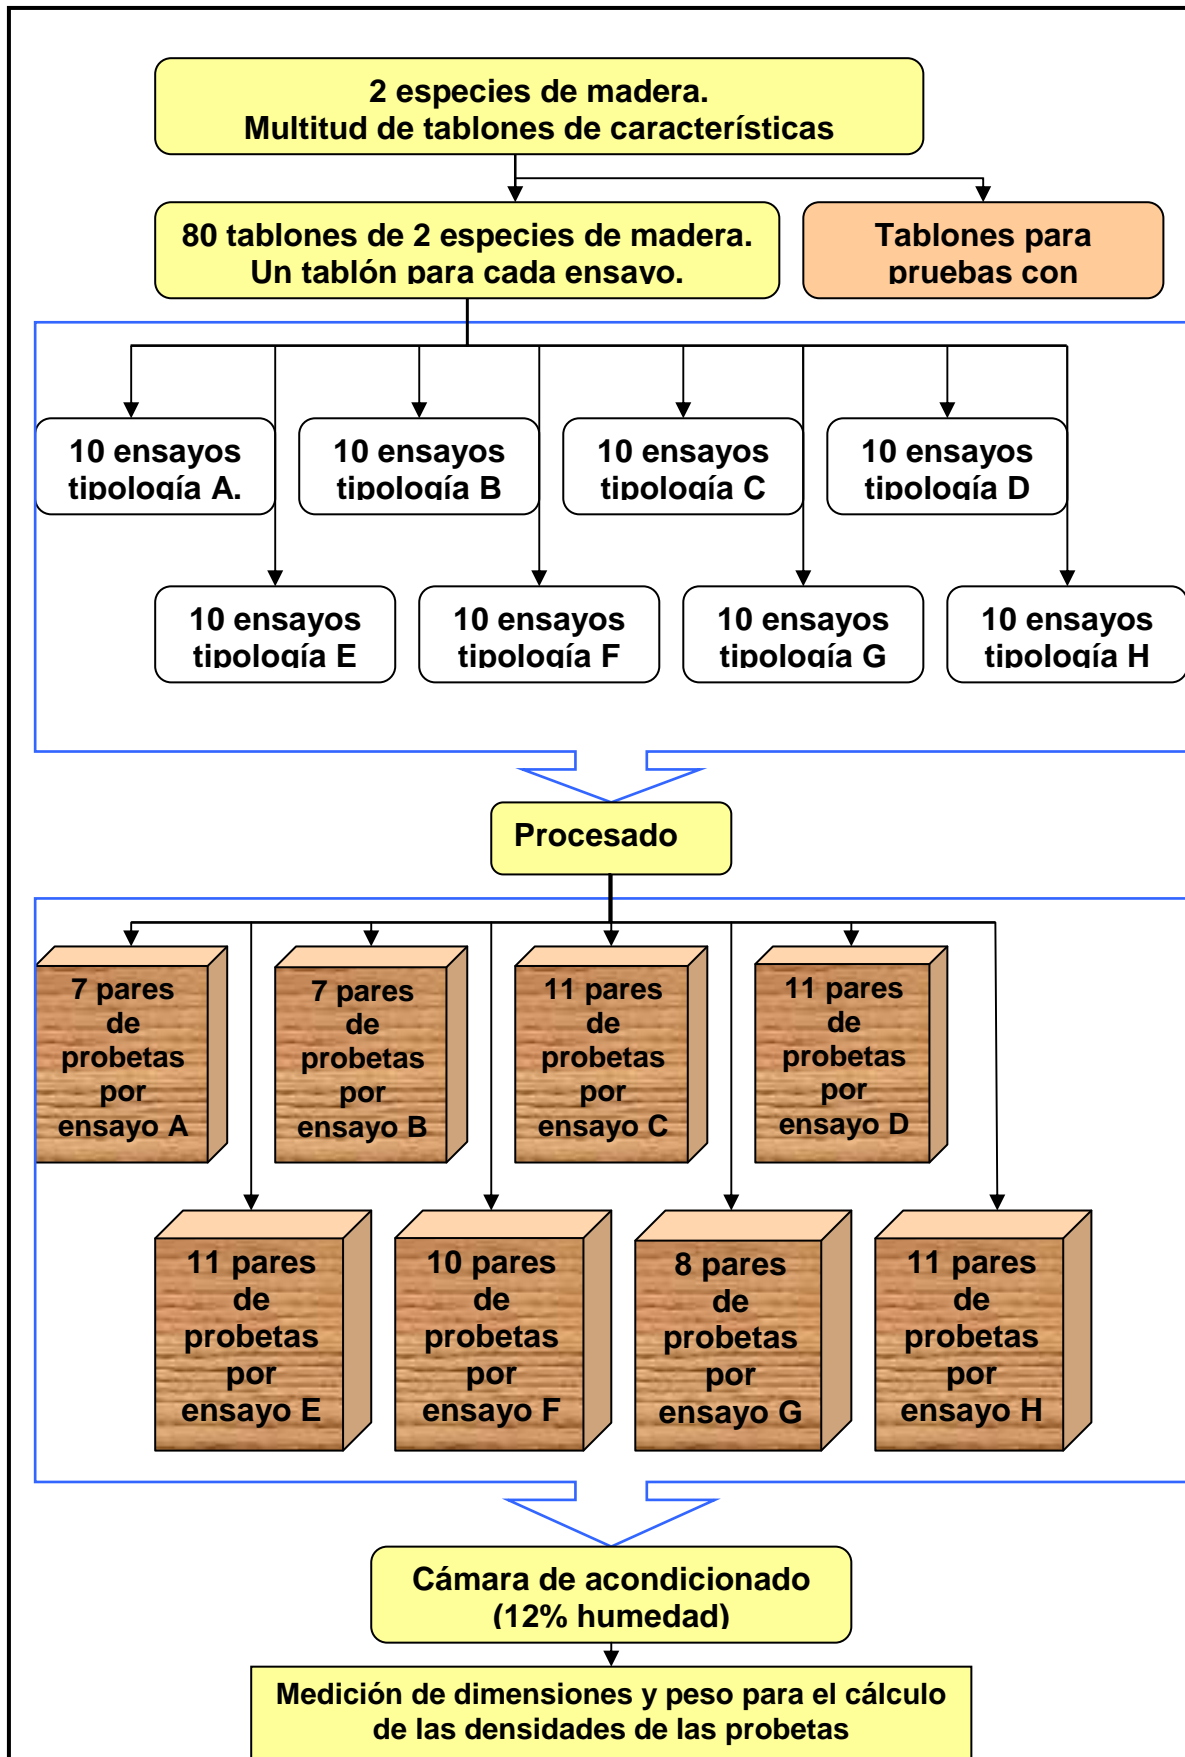 2 especies de madera.
Multitud de tablones de características
80 tablones de 2 especies de madera.
Un tablón para cada ensayo.
Tablones para
pruebas con
10 ensayos
tipología A.
10 ensayos
tipología B
10 ensayos
tipología C
10 ensayos
tipología D
10 ensayos
tipología E
10 ensayos
tipología F
10 ensayos
tipología G
10 ensayos
tipología H
Procesado
7 pares
de
probetas
por
ensayo A
7 pares
de
probetas
por
ensayo B
11 pares
de
probetas
por
ensayo C
11 pares
de
probetas
por
ensayo D
11 pares
de
probetas
por
ensayo E
10 pares
de
probetas
por
ensayo F
8 pares
de
probetas
por
ensayo G
11 pares
de
probetas
por
ensayo H
Cámara de acondicionado
(12% humedad)
Medición de dimensiones y peso para el cálculo
de las densidades de las probetas